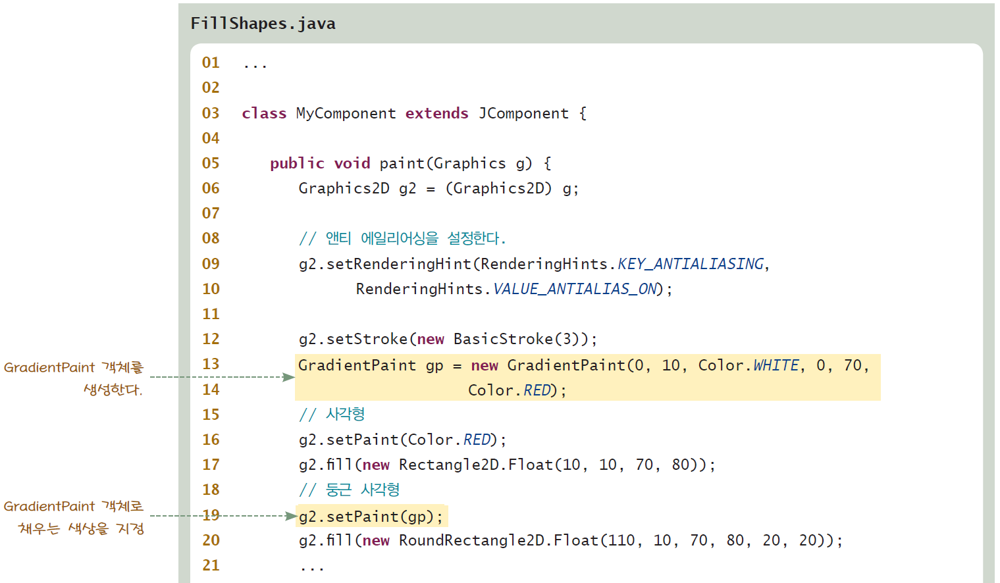 FillShapes.java
01 ...
02
03 class MyComponent extends JComponent {
04
05 public void paint(Graphics g) {
06 Graphics2D g2 = (Graphics2D) g;
07
08 // 앤티 에일리어싱을 설정한다.
09 g2.setRenderingHint(RenderingHints.KEY_ANTIALIASING,
10 RenderingHints.VALUE_ANTIALIAS_ON);
11
12 g2.setStroke(new BasicStroke(3));
GradientPaint 객체를
생성한다.
13 GradientPaint gp = new GradientPaint(0, 10, Color.WHITE, 0, 70,
14 Color.RED);
15 // 사각형
16 g2.setPaint(Color.RED);
17 g2.fill(new Rectangle2D.Float(10, 10, 70, 80));
18 // 둥근 사각형
GradientPaint 객체로
채우는 색상을 지정
19 g2.setPaint(gp);
20 g2.fill(new RoundRectangle2D.Float(110, 10, 70, 80, 20, 20));
21 ...